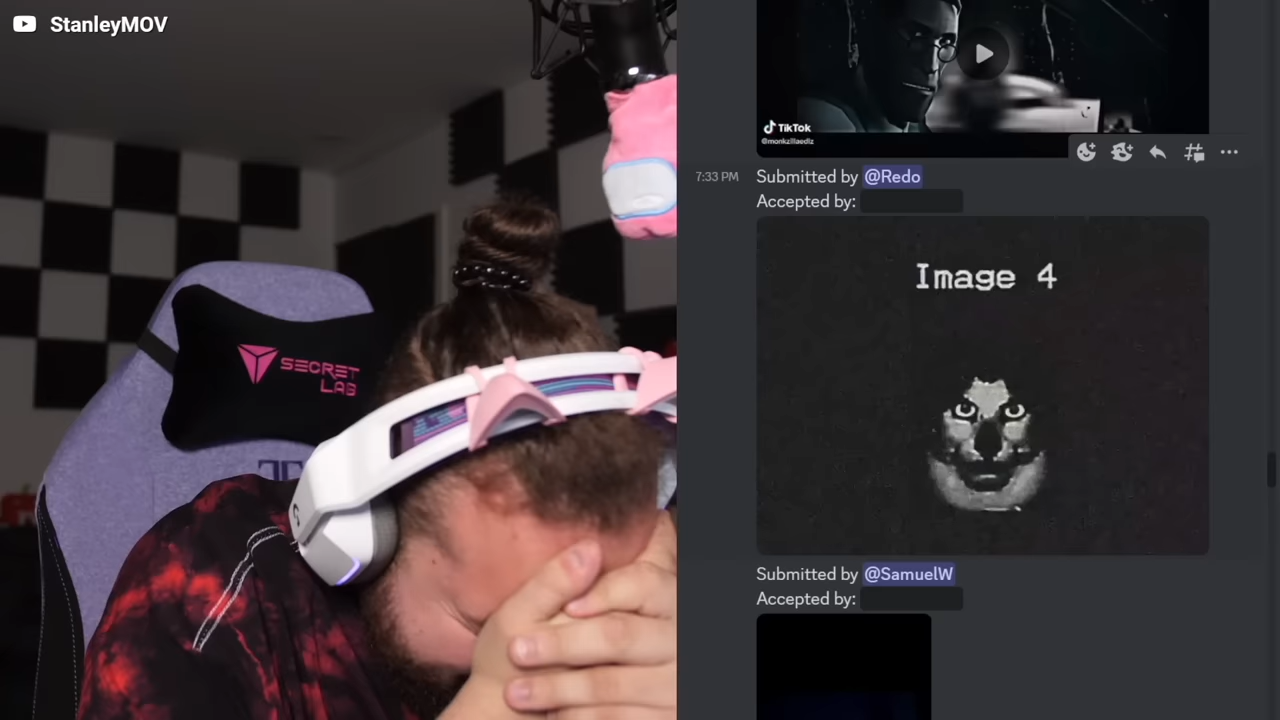 StanleyMOV
SECRET
LAB
TikTok
@monkzillaediz
7:33 PM
Submitted by @Redo
Accepted by:
Image 4
Submitted by @SamuelW
Accepted by: